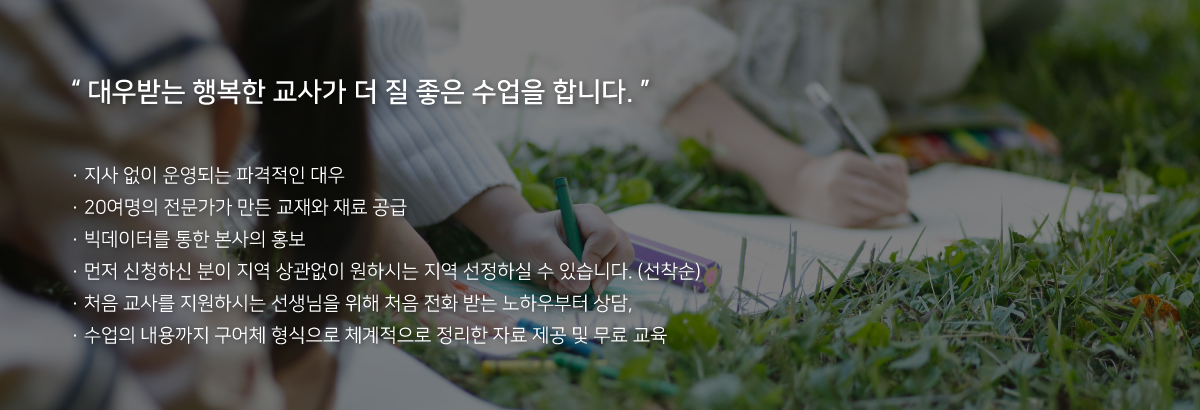 “ 대우받는 행복한 교사가 더 질 좋은 수업을 합니다. ”
· 지사 없이 운영되는 파격적인 대우
· 20여명의 전문가가 만든 교재와 재료 공급
· 빅데이터를 통한 본사의 홍보
· 먼저 신청하신 분이 지역 상관없이 원하시는 지역 선정하실 수 있습니다. (선착순)
· 처음 교사를 지원하시는 선생님을 위해 처음 전화 받는 노하우부터 상담,
· 수업의 내용까지 구어체 형식으로 체계적으로 정리한 자료 제공 및 무료 교육